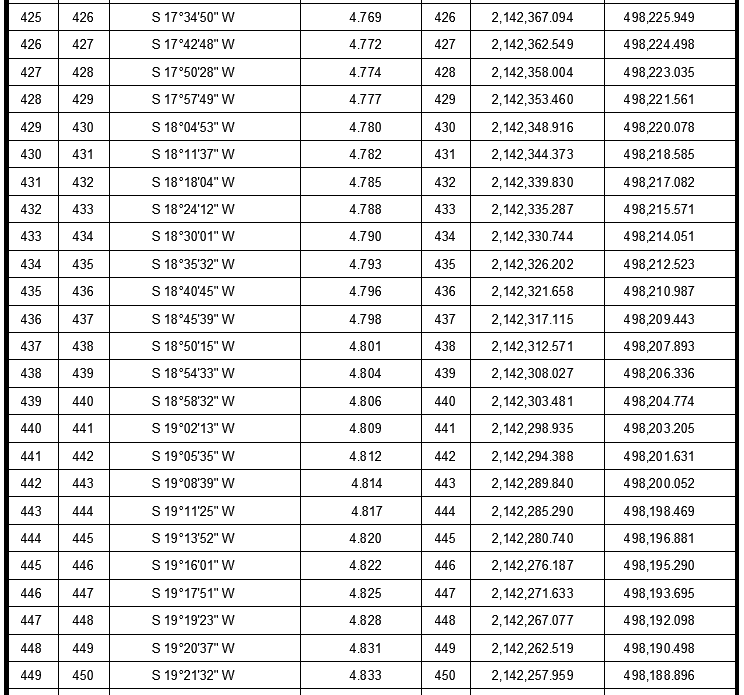 425 426 S 17°34'50" W 4.769 426 2,142,367.094 498,225.949
426 427 S 17°42'48" W 4.772 427 2,142,362.549 498,224.498
427 428 S 17°50'28" W 4.774 428 2,142,358.004 498,223.035
428 429 S 17°57'49" W 4.777 429 2,142,353.460 498,221.561
429 430 S 18°04'53" W 4.780 430 2,142,348.916 498,220.078
430 431 S 18°11'37" W 4.782 431 2,142,344.373 498,218.585
431 432 S 18°18'04" W 4.785 432 2,142,339.830 498,217.082
432 433 S 18°24'12" W 4.788 433 2,142,335.287 498,215.571
433 434 S 18°30'01" W 4.790 434 2,142,330.744 498,214.051
434 435 S 18°35'32" W 4.793 435 2,142,326.202 498,212.523
435 436 S 18°40'45" W 4.796 436 2,142,321.658 498,210.987
436 437 S 18°45'39" W 4.798 437 2,142,317.115 498,209.443
437 438 S 18°50'15" W 4.801 438 2,142,312.571 498,207.893
438 439 S 18°54'33" W 4.804 439 2,142,308.027 498,206.336
439 440 S 18°58'32" W 4.806 440 2,142,303.481 498,204.774
440 441 S 19°02'13" W 4.809 441 2,142,298.935 498,203.205
441 442 S 19°05'35" W 4.812 442 2,142,294.388 498,201.631
442 443 S 19°08'39" W 4.814 443 2,142,289.840 498,200.052
443 444 S 19°11'25" W 4.817 444 2,142,285.290 498,198.469
444 445 S 19°13'52" W 4.820 445 2,142,280.740 498,196.881
445 446 S 19°16'01" W 4.822 446 2,142,276.187 498,195.290
446 447 S 19°17'51" W 4.825 447 2,142,271.633 498,193.695
447 448 S 19°19'23" W 4.828 448 2,142,267.077 498,192.098
448 449 S 19°20'37" W 4.831 449 2,142,262.519 498,190.498
449 450 S 19°21'32" W 4.833 450 2,142,257.959 498,188.896